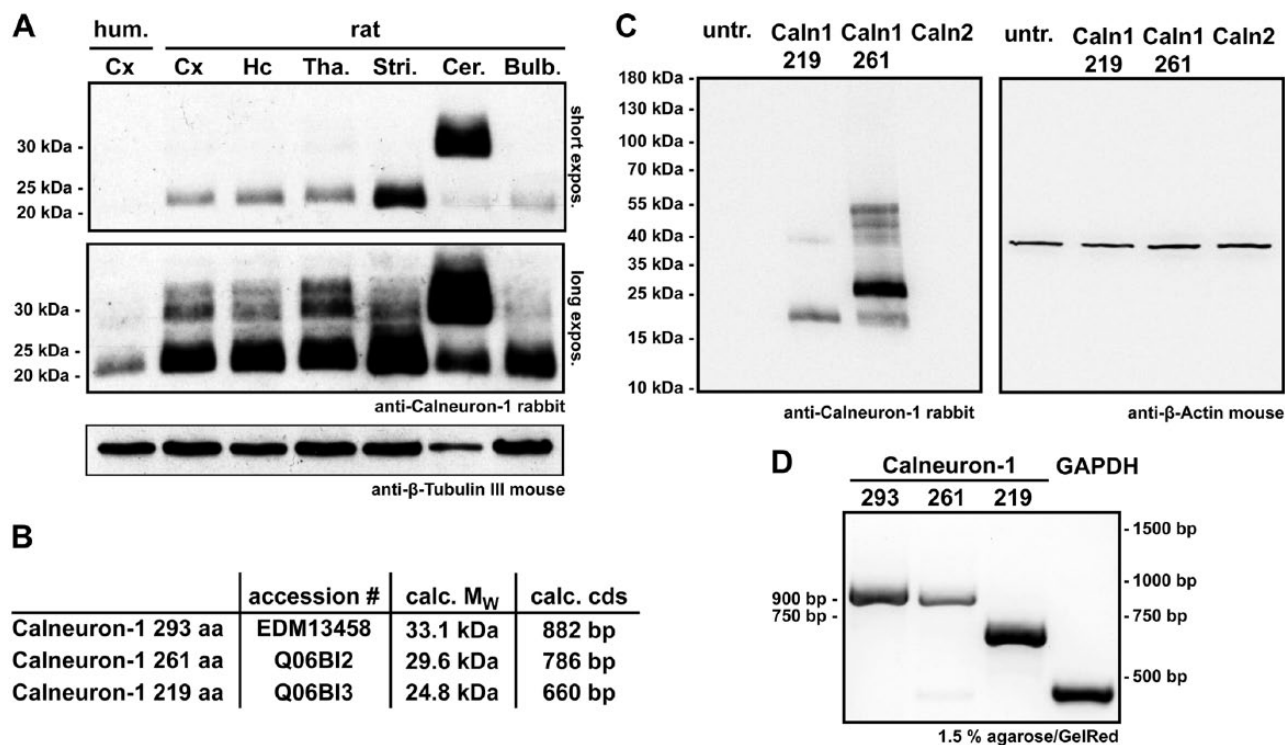 A
hum. rat
Cx Cx Hc Tha. Stri. Cer. Bulb.
30 kDa -
25 kDa -
20 kDa -
short expos.
30 kDa -
25 kDa -
20 kDa -
long expos.
anti-Calneuron-1 rabbit
anti-β-Tubulin III mouse
B
accession # calc. MW calc. cds
Calneuron-1 293 aa EDM13458 33.1 kDa 882 bp
Calneuron-1 261 aa Q06BI2 29.6 kDa 786 bp
Calneuron-1 219 aa Q06BI3 24.8 kDa 660 bp
C
untr. Caln1 219 Caln1 261 Caln2
untr. Caln1 219 Caln1 261 Caln2
180 kDa -
130 kDa -
100 kDa -
70 kDa -
55 kDa -
40 kDa -
35 kDa -
25 kDa -
15 kDa -
10 kDa -
anti-Calneuron-1 rabbit
anti-β-Actin mouse
D
Calneuron-1 GAPDH
293 261 219
900 bp -
750 bp -
- 1500 bp
- 1000 bp
- 750 bp
- 500 bp
1.5 % agarose/GelRed